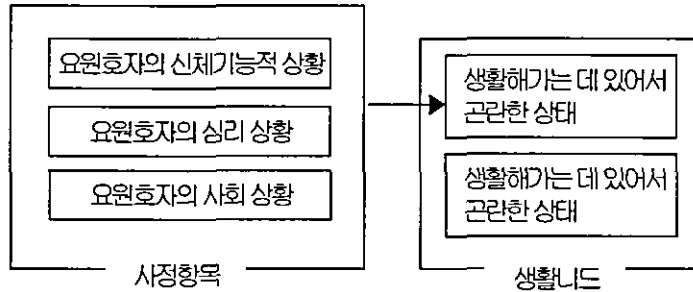 요원호자의 신체기능적 상황
요원호자의 심리 상황
요원호자의 사회 상황
사정항목
생활해가는 데 있어서
곤란한 상태
생활해가는 데 있어서
곤란한 상태
생활니드